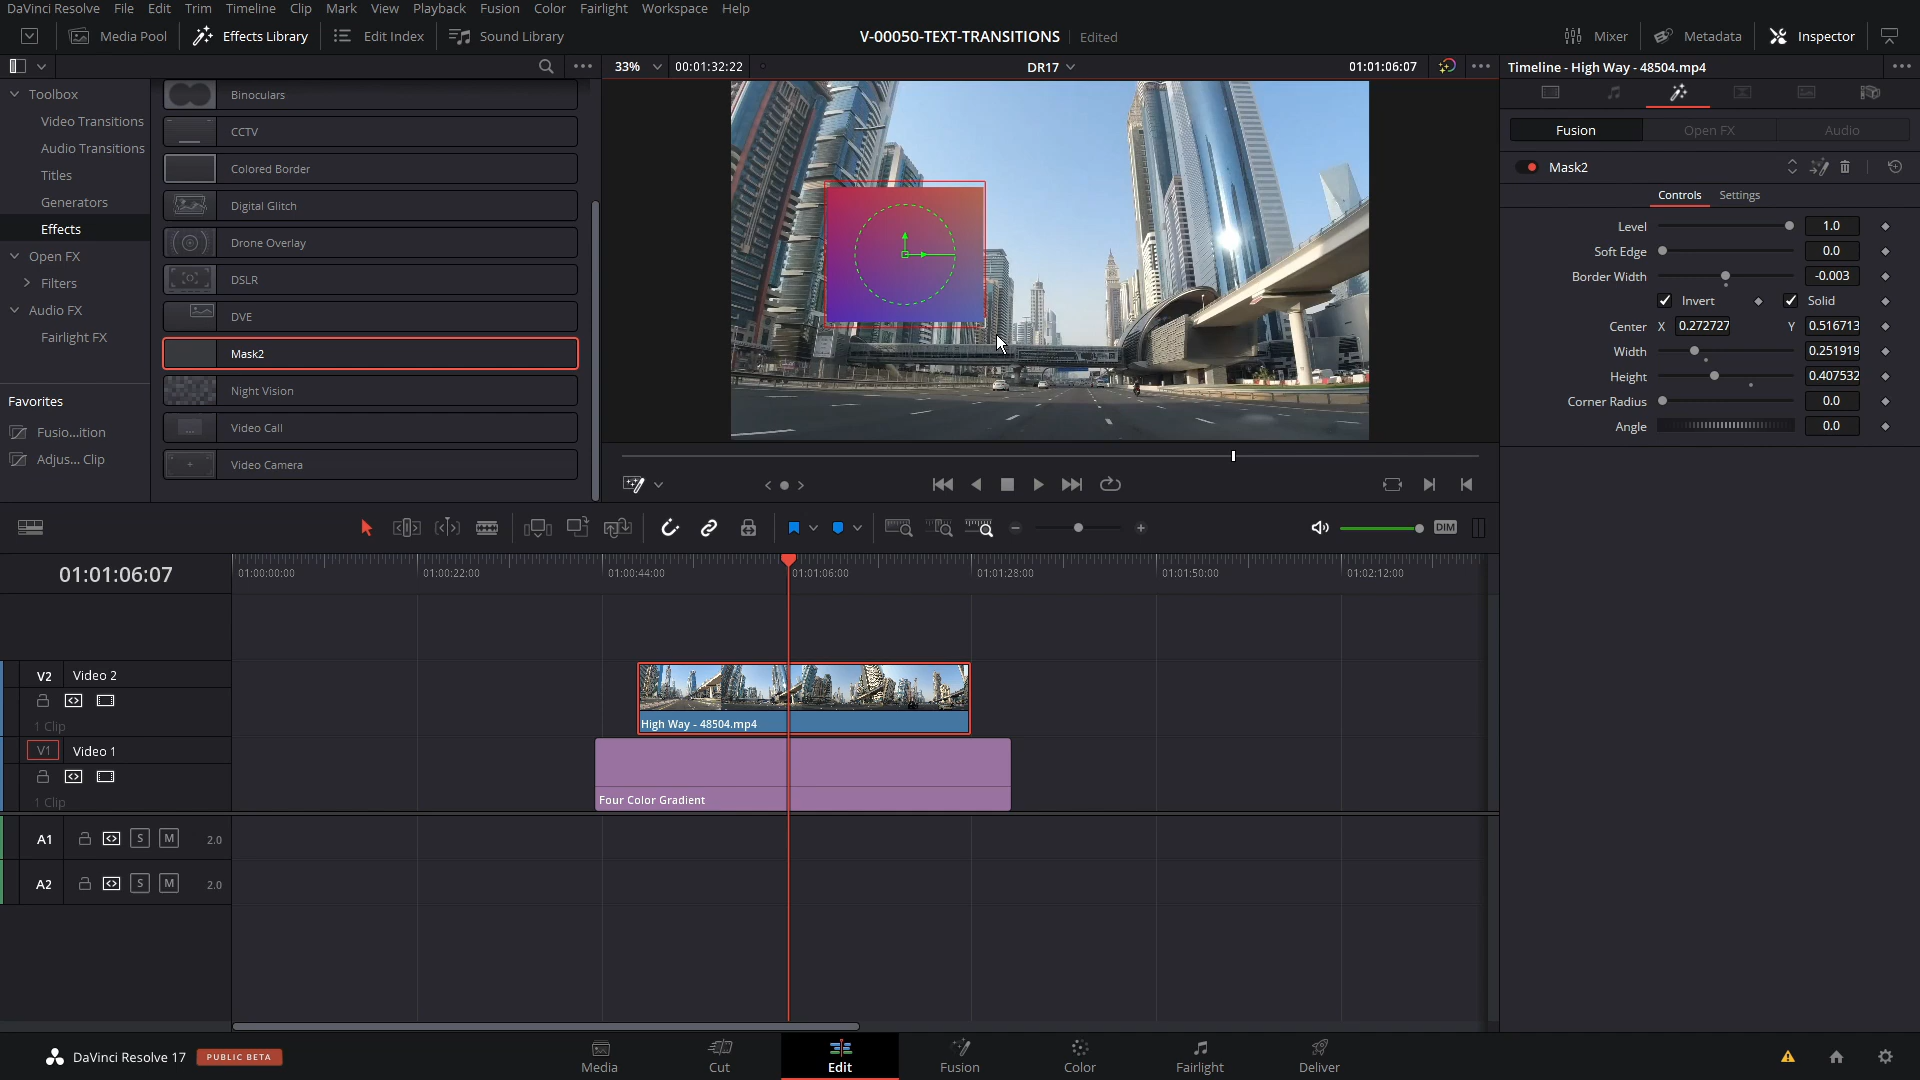 DaVinci Resolve File Edit Trim Timeline Clip Mark View Playback Fusion Color Fairlight Workspace Help
Media Pool Effects Library Edit Index Sound Library V-00050-TEXT-TRANSITIONS Edited Mixer Metadata Inspector
33% 00:01:32:22 DR17 01:01:06:07 Timeline - High Way - 48504.mp4
Toolbox
Video Transitions
Audio Transitions
Titles
Generators
Effects
Open FX
Filters
Audio FX
Fairlight FX
Favorites
Fusio...ition
Adjus... Clip
Binoculars
CCTV
Colored Border
Digital Glitch
Drone Overlay
DSLR
DVE
Mask2
Night Vision
Video Call
Video Camera
Fusion Open FX Audio
Mask2
Controls Settings
Level 1.0
Soft Edge 0.0
Border Width -0.003
Invert Solid
Center X 0.272727 Y 0.516713
Width 0.251919
Height 0.407532
Corner Radius 0.0
Angle 0.0
DIM
01:01:06:07
01:00:00:00 01:00:22:00 01:00:44:00 01:01:06:00 01:01:28:00 01:01:50:00 01:02:12:00
V2 Video 2
1 Clip
High Way - 48504.mp4
V1 Video 1
1 Clip
Four Color Gradient
A1 S M 2.0
A2 S M 2.0
DaVinci Resolve 17 PUBLIC BETA
Media Cut Edit Fusion Color Fairlight Deliver